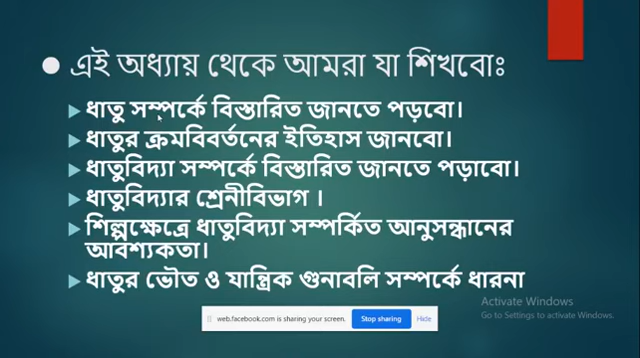 এই অধ্যায় থেকে আমরা যা শিখবোঃ
ধাতু সম্পর্কে বিস্তারিত জানতে পড়বো।
ধাতুর ক্রমবিবর্তনের ইতিহাস জানবো।
ধাতুবিদ্যা সম্পর্কে বিস্তারিত জানতে পড়াবো।
ধাতুবিদ্যার শ্রেনীবিভাগ ।
শিল্পক্ষেত্রে ধাতুবিদ্যা সম্পর্কিত আনুসন্ধানের
আবশ্যকতা।
ধাতুর ভৌত ও যান্ত্রিক গুনাবলি সম্পর্কে ধারনা
Activate Windows
Go to Settings to activate Windows.
web.facebook.com is sharing your screen. Stop sharing Hide